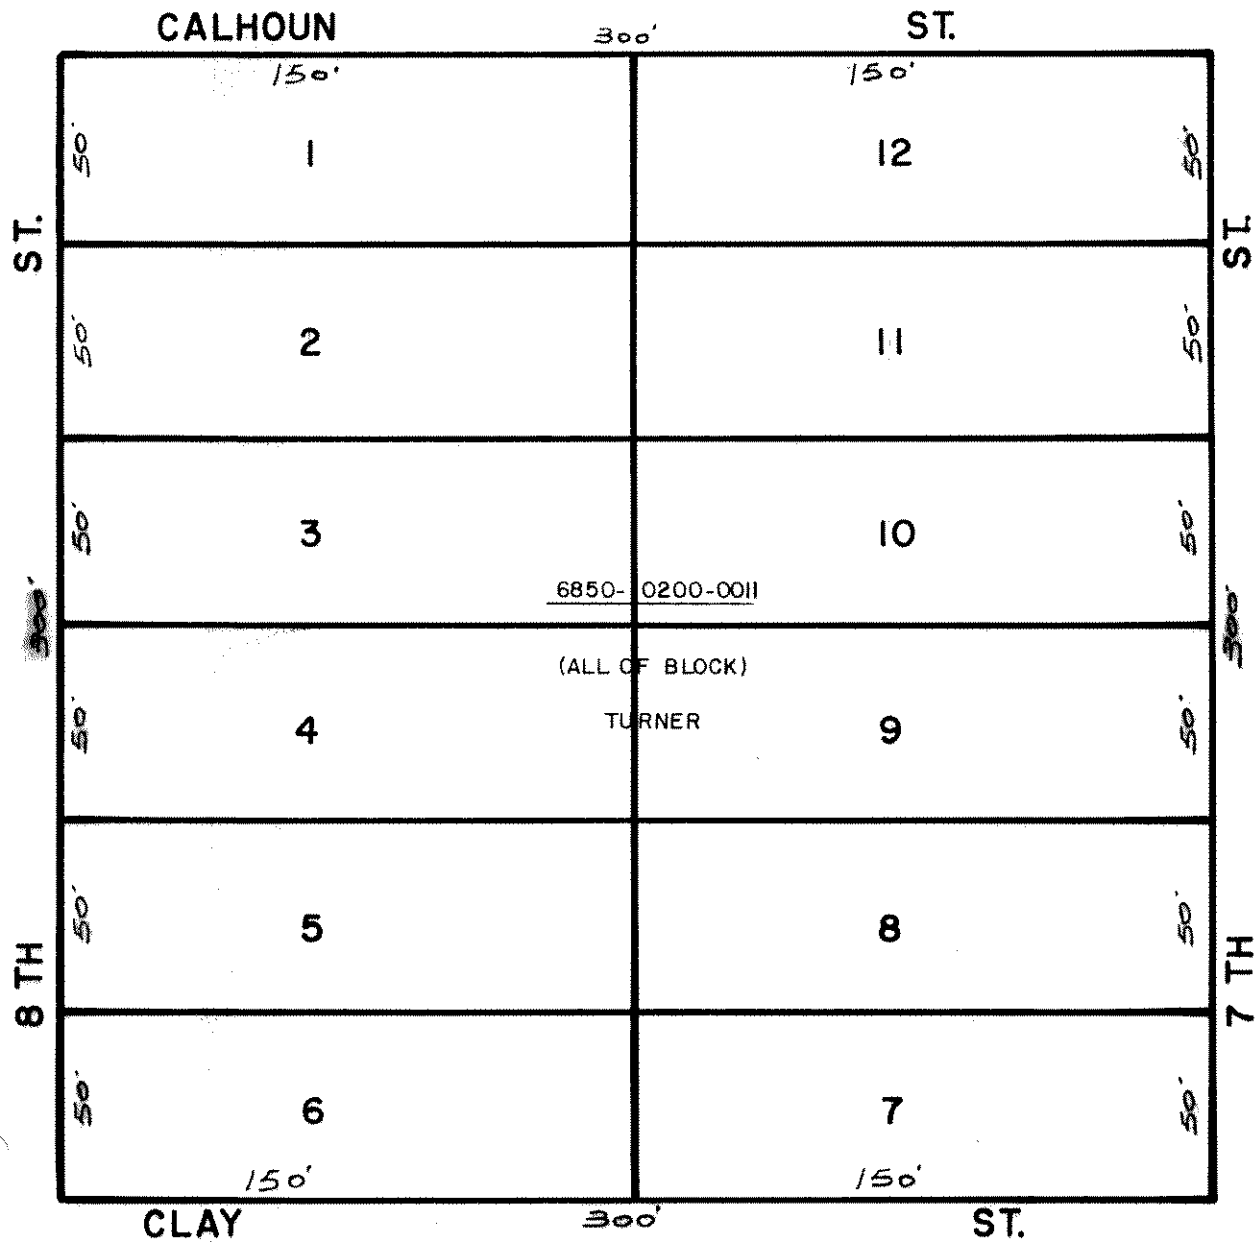 CALHOUN 300' ST.
150' 150'
50' 1 12 50'
ST. ST.
50' 2 11 50'
50' 3 10 50'
6850-0200-0011
300' 300'
(ALL OF BLOCK)
TURNER
50' 4 9 50'
50' 5 8 50'
8 TH 7 TH
50' 6 7 50'
150' 150'
CLAY 300' ST.